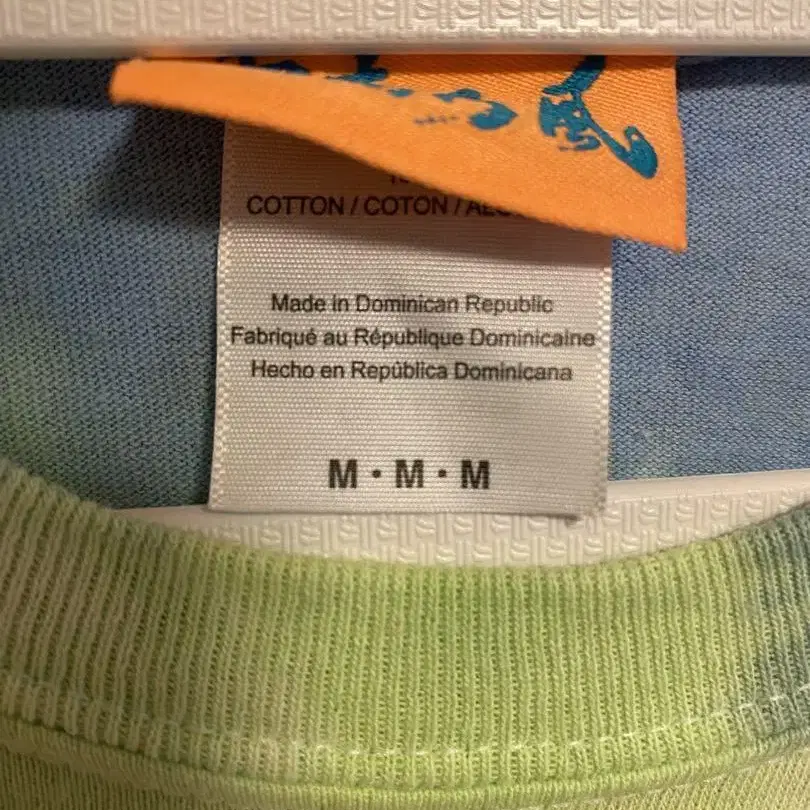 COTTON / COTON /
Made in Dominican Republic
Fabriqué au République Dominicaine
Hecho en República Dominicana
M · M · M